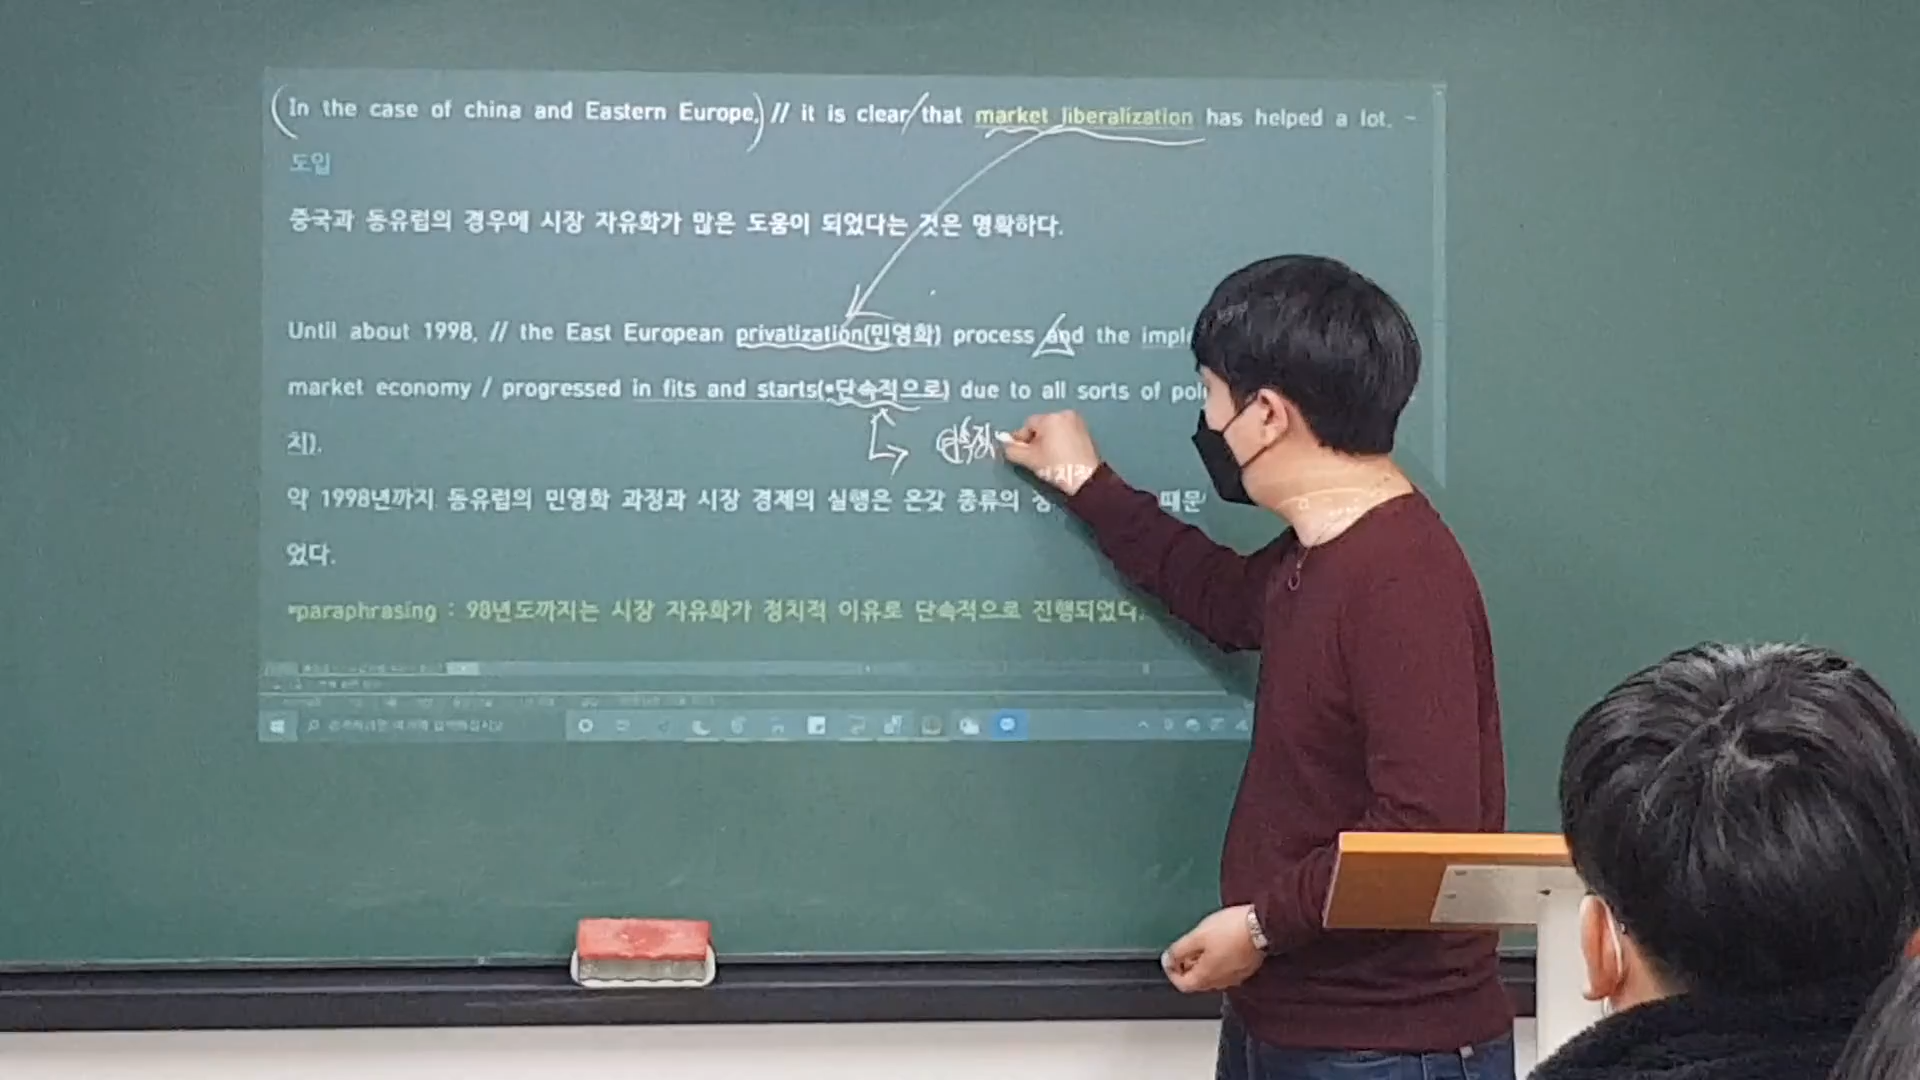 (In the case of china and Eastern Europe,) // it is clear / that market liberalization has helped a lot. -
도입
중국과 동유럽의 경우에 시장 자유화가 많은 도움이 되었다는 것은 명확하다.
Until about 1998, // the East European privatization(민영화) process and the
market economy / progressed in fits and starts(*단속적으로) due to all sorts of
치).
약 1998년까지 동유럽의 민영화 과정과 시장 경제의 실행은 온갖 종류의
었다.
*paraphrasing : 98년도까지는 시장 자유화가 정치적 이유로 단속적으로 진행되었다.